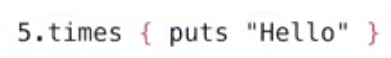 5.times { puts "Hello" }